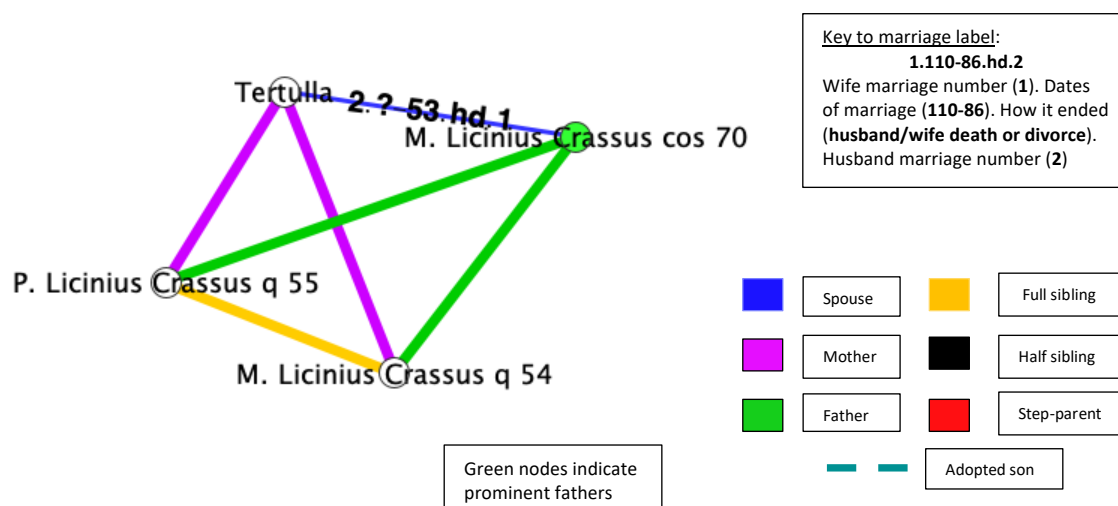 Key to marriage label:
1.110-86.hd.2
Wife marriage number (1). Dates
of marriage (110-86). How it ended
(husband/wife death or divorce).
Husband marriage number (2)
Tertulla
2.?-53.hd.1
M. Licinius Crassus cos 70
P. Licinius Crassus q 55
M. Licinius Crassus q 54
Spouse
Full sibling
Mother
Half sibling
Father
Step-parent
Adopted son
Green nodes indicate
prominent fathers